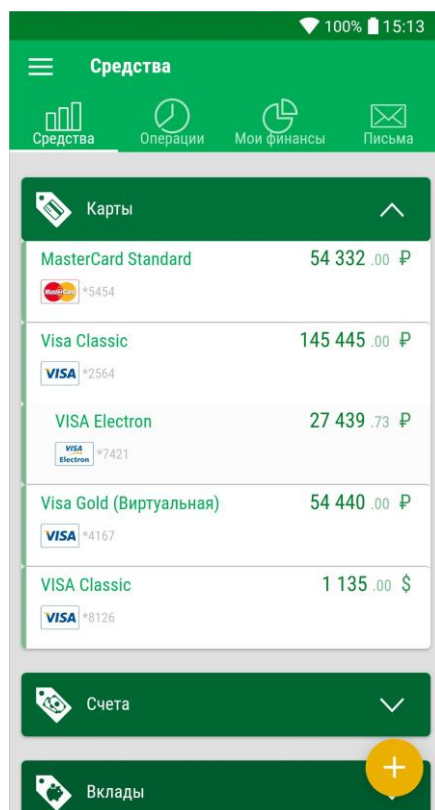 100% 15:13
Средства
Средства Операции Мои финансы Письма
Карты
MasterCard Standard 54 332 .00 ₽
MasterCard *5454
Visa Classic 145 445 .00 ₽
VISA *2564
VISA Electron 27 439 .73 ₽
VISA Electron *7421
Visa Gold (Виртуальная) 54 440 .00 ₽
VISA *4167
VISA Classic 1 135 .00 $
VISA *8126
Счета
+
Вклады